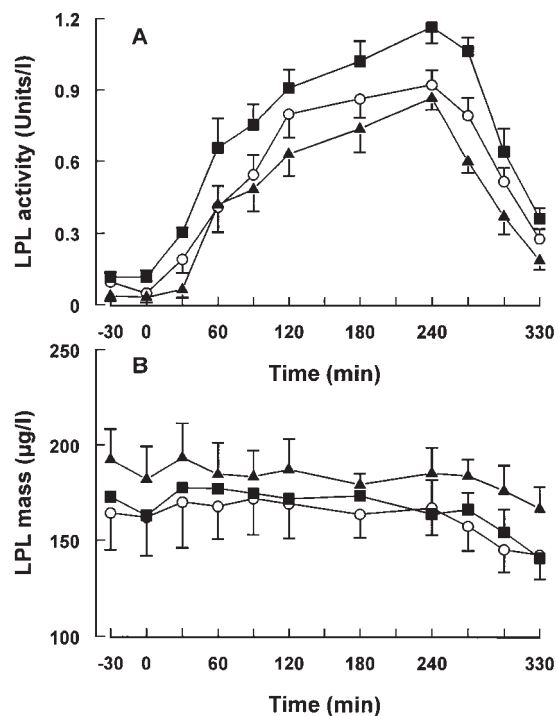 A
LPL activity (Units/l)
1.2
0.9
0.6
0.3
0
-30 0 60 120 180 240 330
Time (min)
B
LPL mass (µg/l)
250
200
150
100
-30 0 60 120 180 240 330
Time (min)